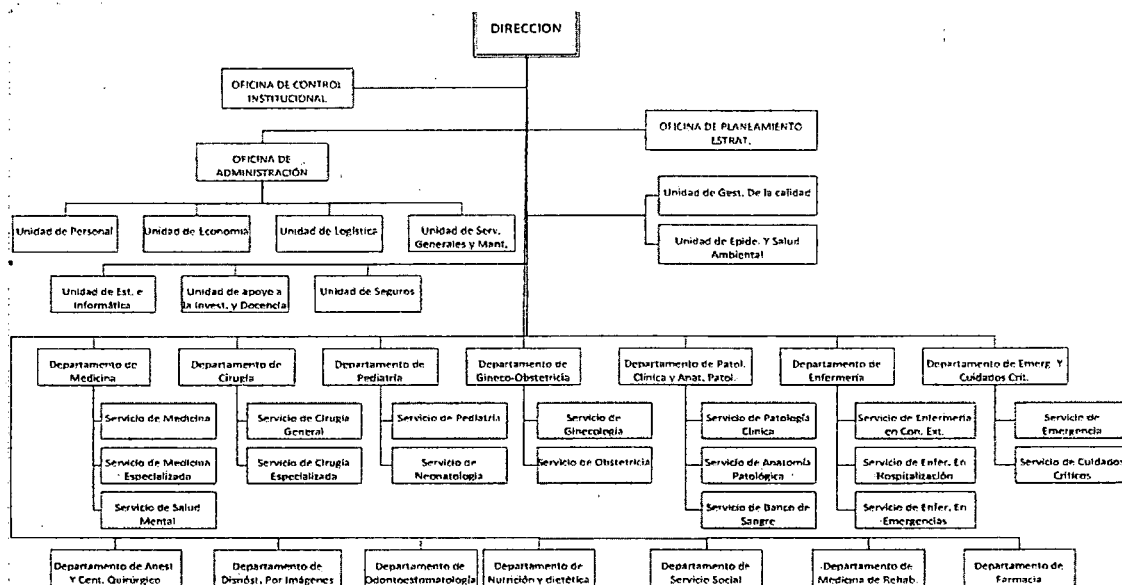 DIRECCION
OFICINA DE CONTROL
INSTITUCIONAL
OFICINA DE PLANEAMIENTO
ESTRAT.
OFICINA DE
ADMINISTRACIÓN
Unidad de Gest. De la calidad
Unidad de Personal
Unidad de Economía
Unidad de Logística
Unidad de Serv.
Generales y Mant.
Unidad de Epide. Y Salud
Ambiental
Unidad de Est. e
Informática
Unidad de apoyo a
la Invest. y Docencia
Unidad de Seguros
Departamento de
Medicina
Departamento de
Cirugía
Departamento de
Pediatría
Departamento de
Gineco-Obstetricia
Departamento de Patol.
Clínica y Anat. Patol.
Departamento de
Enfermería
Departamento de Emerg Y
Cuidados Crit.
Servicio de Medicina
Servicio de Cirugía
General
Servicio de Pediatría
Servicio de
Ginecología
Servicio de Patología
Clinica
Servicio de Enfermería
en Con. Ext.
Servicio de
Emergencia
Servicio de Medicina
Especializada
Servicio de Cirugía
Especializada
Servicio de
Neonatología
Servicio de Obstetricia
Servicio de Anatomía
Patológica
Servicio de Enfer. En
Hospitalización
Servicio de Cuidados
Críticos
Servicio de Salud
Mental
Servicio de Banco de
Sangre
Servicio de Enfer. En
Emergencias
Departamento de Anest
Y Cent. Quirúrgico
Departamento de
Diagnóst. Por Imágenes
Departamento de
Odontoestomatología
Departamento de
Nutrición y dietética
Departamento de
Servicio Social
Departamento de
Medicina de Rehab.
Departamento de
Farmacia